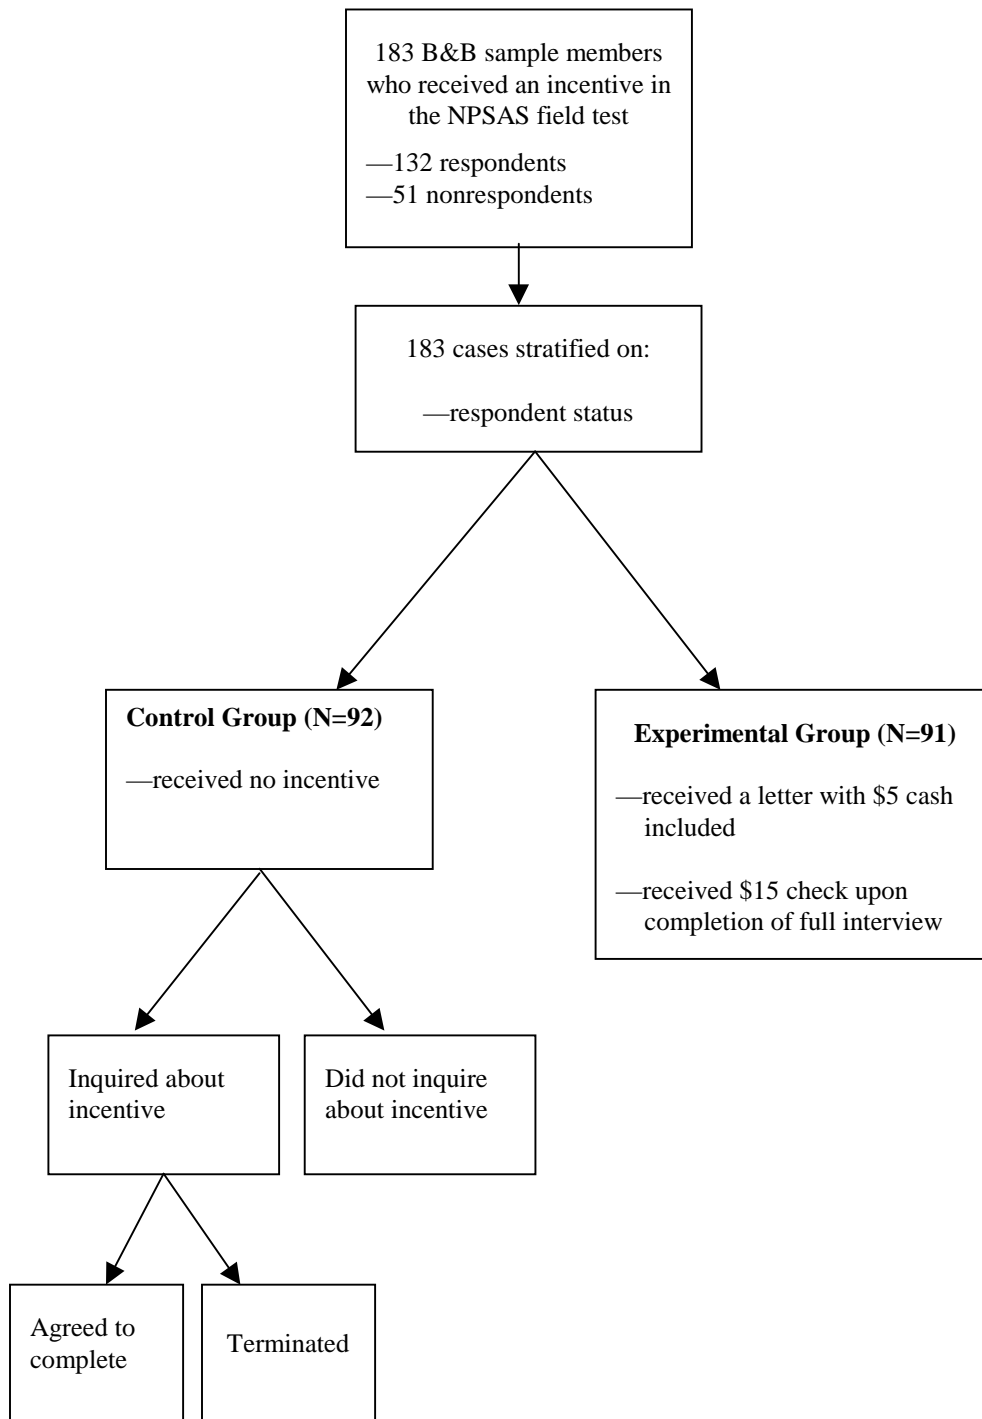 183 B&B sample members
who received an incentive in
the NPSAS field test
—132 respondents
—51 nonrespondents
183 cases stratified on:
—respondent status
Control Group (N=92)
—received no incentive
Experimental Group (N=91)
—received a letter with $5 cash
included
—received $15 check upon
completion of full interview
Inquired about
incentive
Did not inquire
about incentive
Agreed to
complete
Terminated